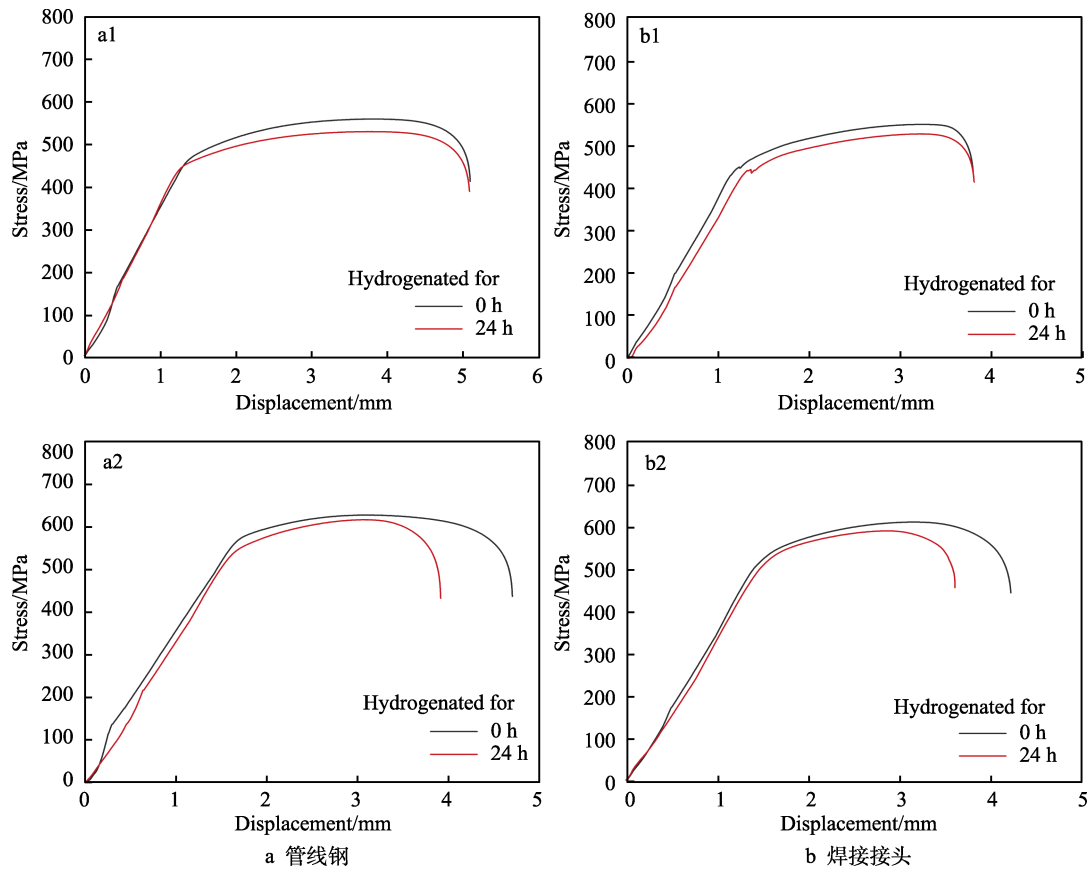 a1
800
700
600
500
400
300
200
100
0
Stress/MPa
Hydrogenated for
0 h
24 h
0 1 2 3 4 5 6
Displacement/mm
b1
800
700
600
500
400
300
200
100
0
Stress/MPa
Hydrogenated for
0 h
24 h
0 1 2 3 4 5
Displacement/mm
a2
800
700
600
500
400
300
200
100
0
Stress/MPa
Hydrogenated for
0 h
24 h
0 1 2 3 4 5
Displacement/mm
a 管线钢
b2
800
700
600
500
400
300
200
100
0
Stress/MPa
Hydrogenated for
0 h
24 h
0 1 2 3 4 5
Displacement/mm
b 焊接接头